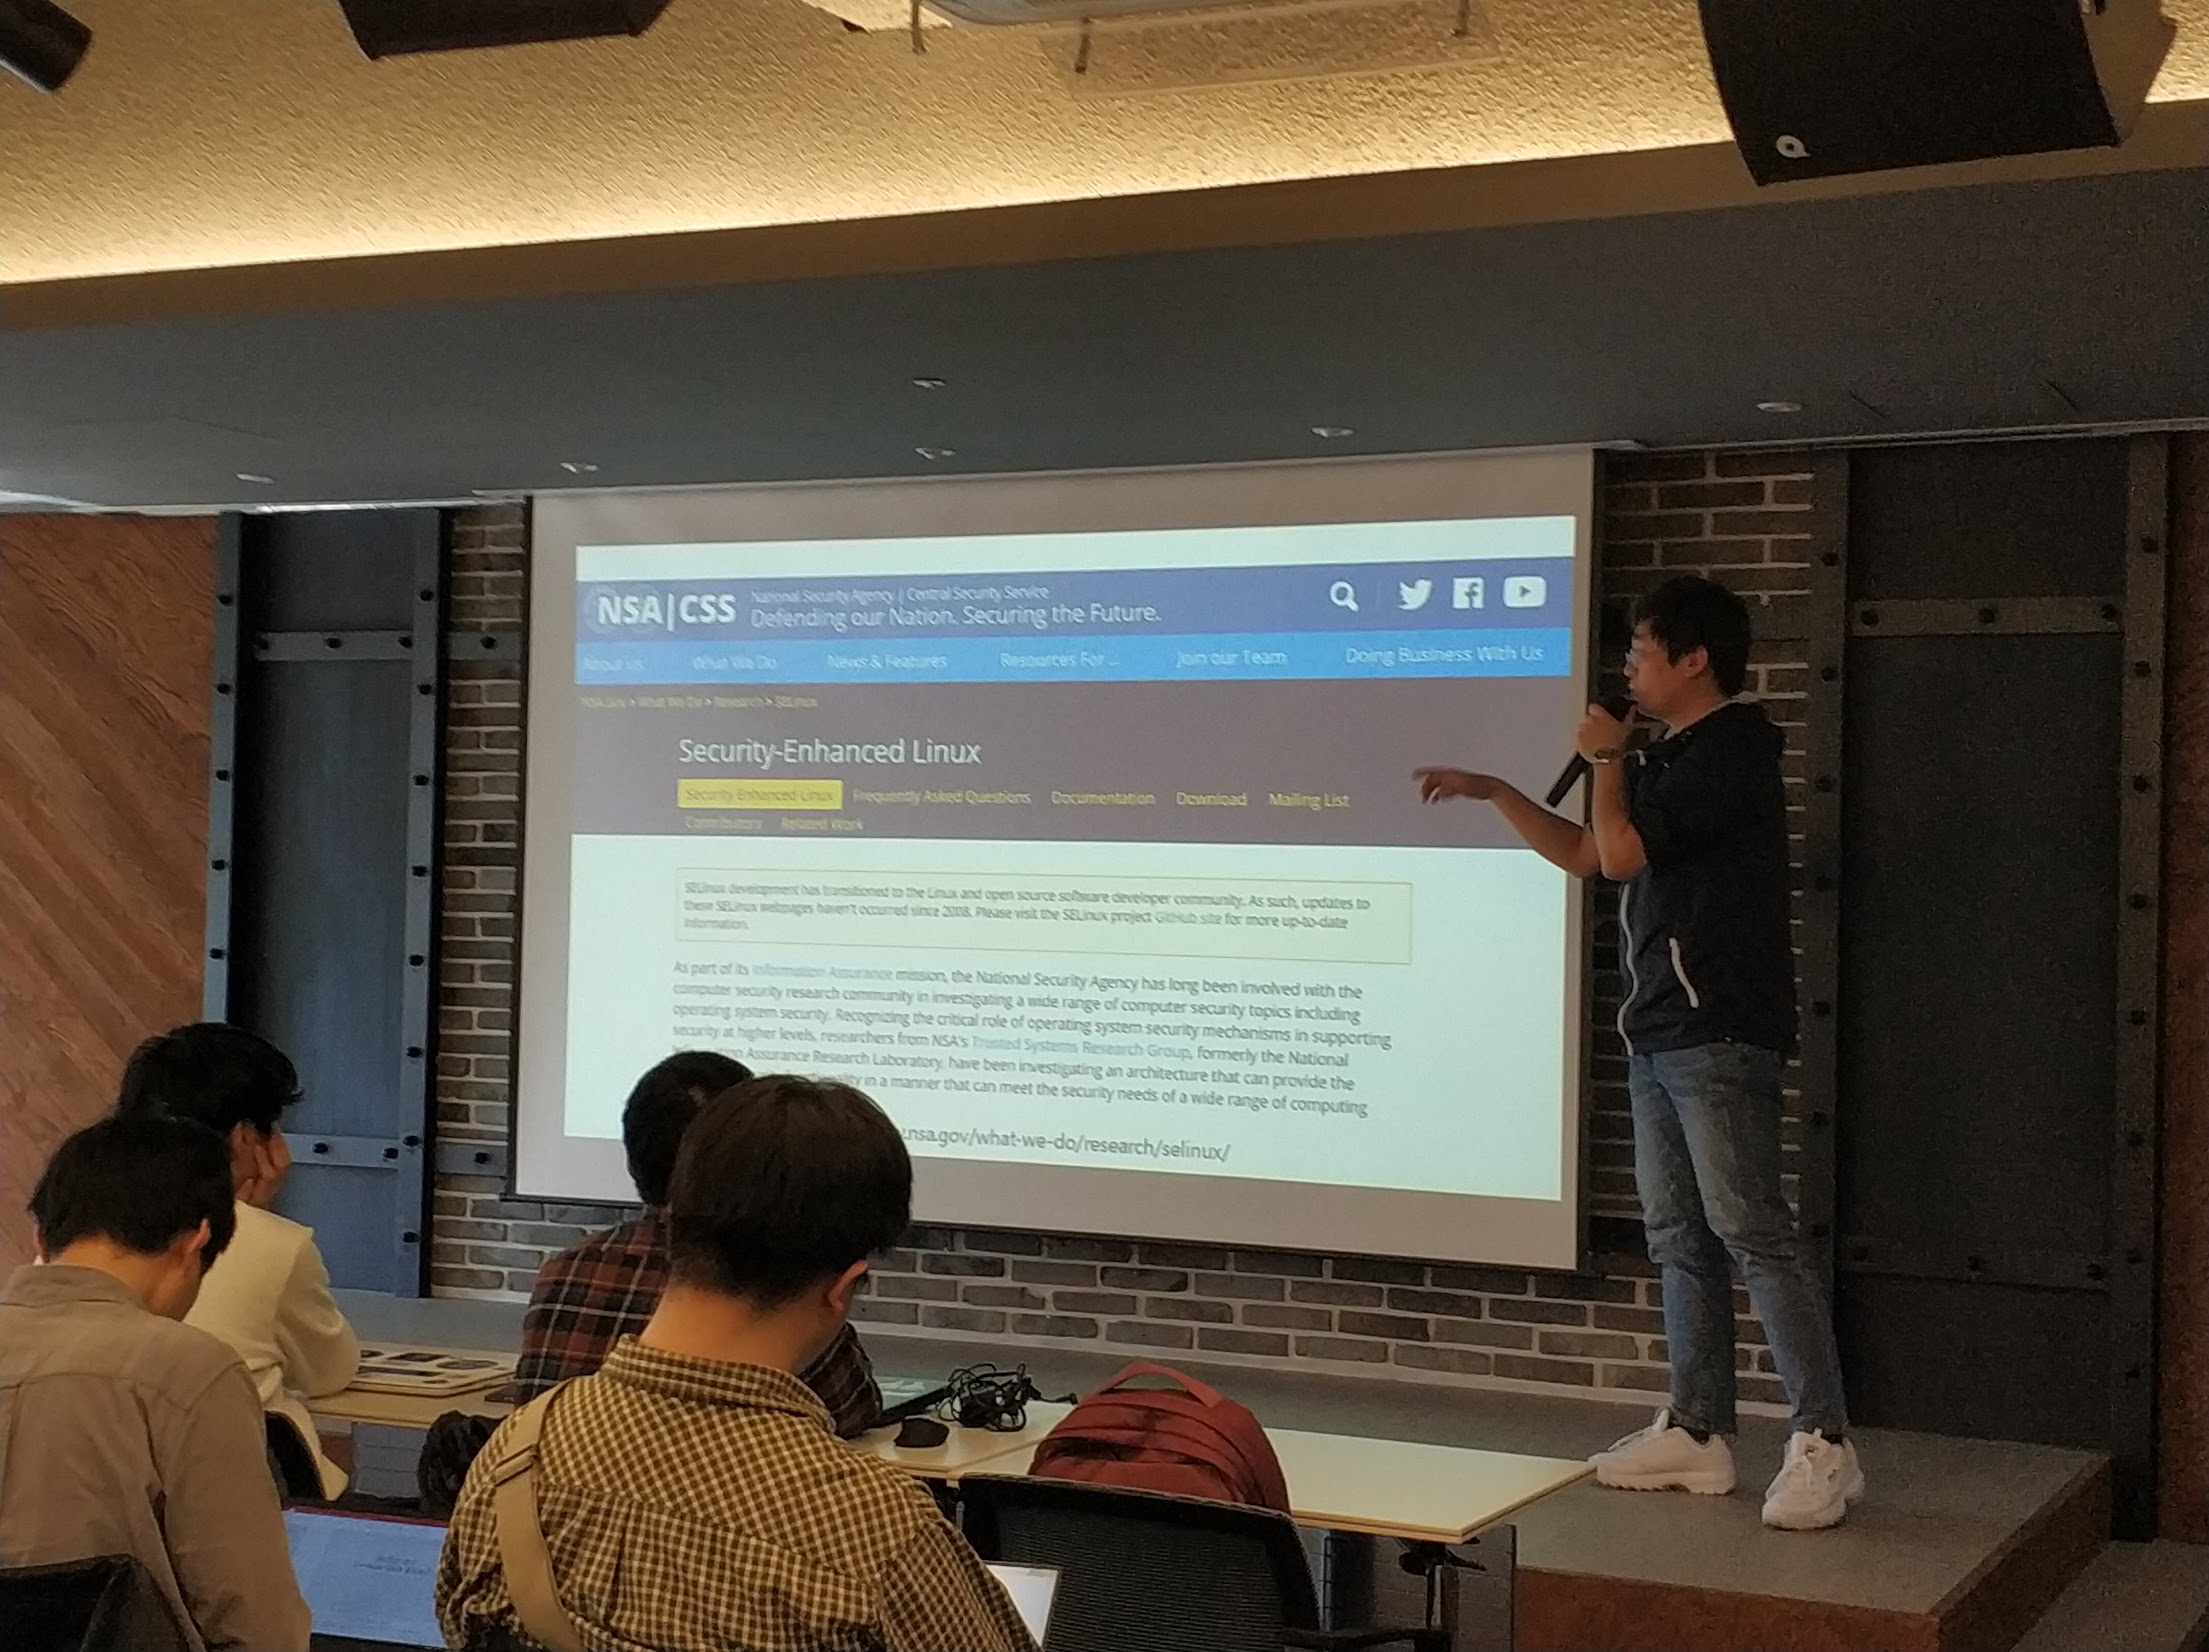 NSA|CSS
National Security Agency | Central Security Service
Defending our Nation. Securing the Future.
About us What We Do News & Features Resources For ... Join our Team Doing Business With Us
NSA.gov > What We Do > Research > SELinux
Security-Enhanced Linux
Security Enhanced Linux Frequently Asked Questions Documentation Download Mailing List
Contributors Related Work
SELinux development has transitioned to the Linux and open source software developer community. As such, updates to
these SELinux webpages haven't occurred since 2008. Please visit the SELinux project GitHub site for more up-to-date
information.
As part of its Information Assurance mission, the National Security Agency has long been involved with the
computer security research community in investigating a wide range of computer security topics including
operating system security. Recognizing the critical role of operating system security mechanisms in supporting
security at higher levels, researchers from NSA's Trusted Systems Research Group, formerly the National
Assurance Research Laboratory, have been investigating an architecture that can provide the
in a manner that can meet the security needs of a wide range of computing
.nsa.gov/what-we-do/research/selinux/